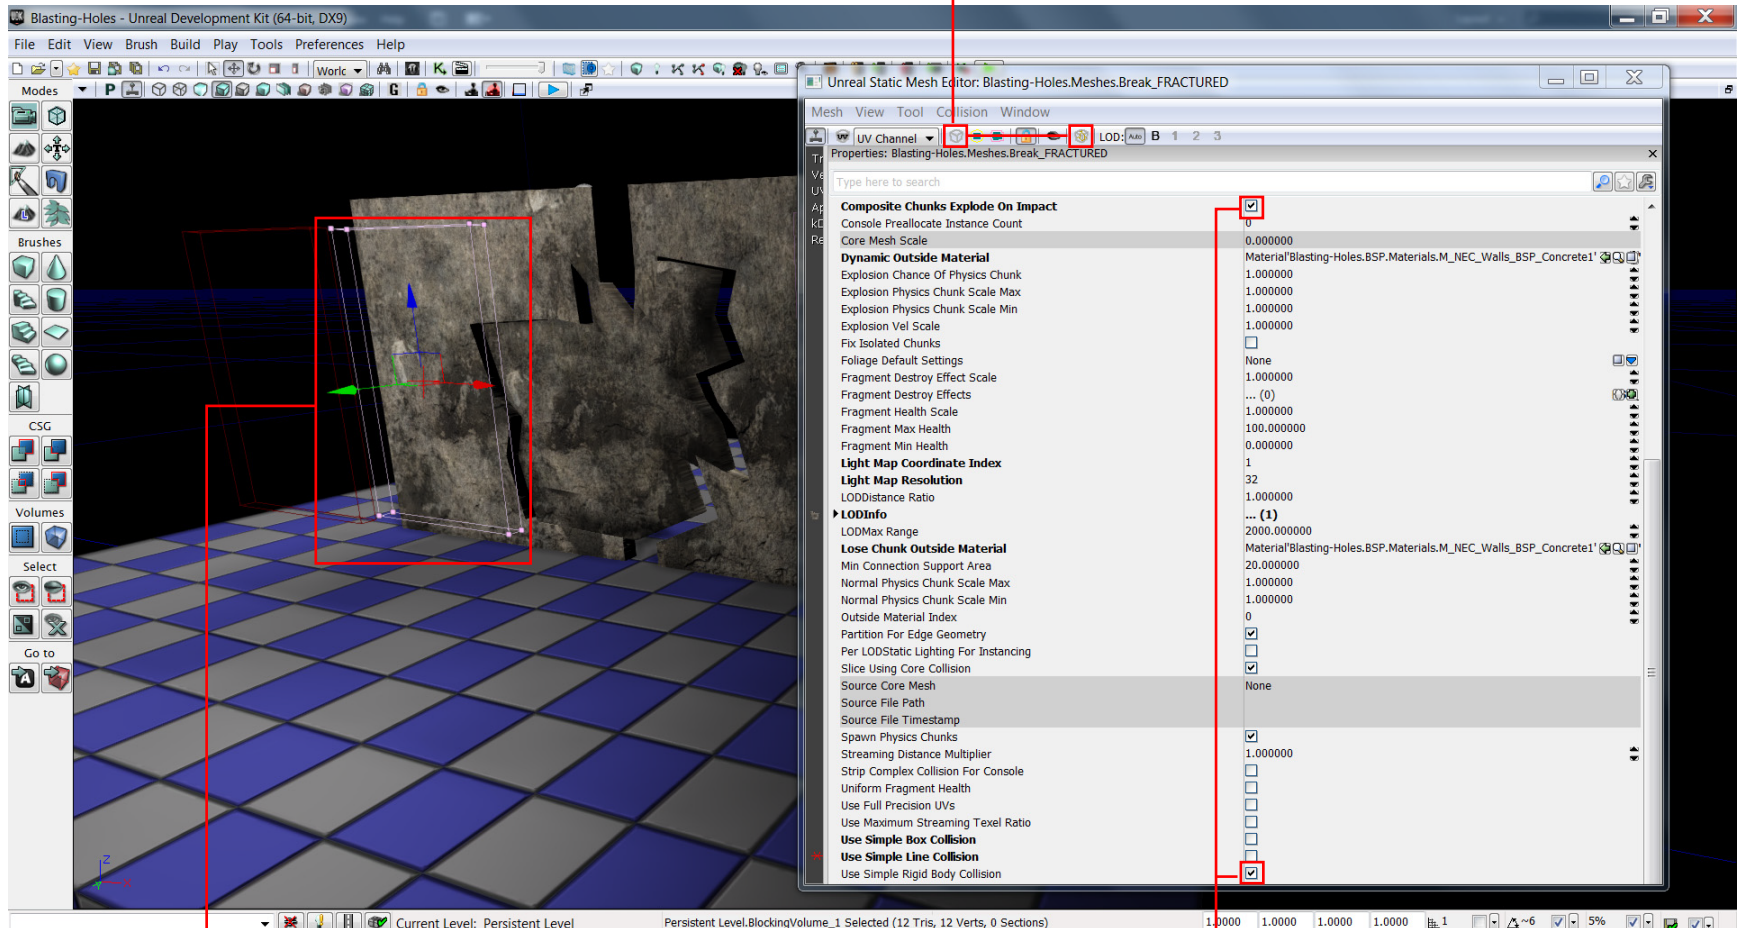 Blasting-Holes - Unreal Development Kit (64-bit, DX9)
File Edit View Brush Build Play Tools Preferences Help
Modes
Brushes
CSG
Volumes
Select
Go to
Unreal Static Mesh Editor: Blasting-Holes.Meshes.Break_FRACTURED
Mesh View Tool Collision Window
UV Channel LOD: Auto B 1 2 3
Properties: Blasting-Holes.Meshes.Break_FRACTURED
Type here to search
Composite Chunks Explode On Impact
Console Preallocate Instance Count 0
Core Mesh Scale 0.000000
Dynamic Outside Material Material'Blasting-Holes.BSP.Materials.M_NEC_Walls_BSP_Concrete1'
Explosion Chance Of Physics Chunk 1.000000
Explosion Physics Chunk Scale Max 1.000000
Explosion Physics Chunk Scale Min 1.000000
Explosion Vel Scale 1.000000
Fix Isolated Chunks
Foliage Default Settings None
Fragment Destroy Effect Scale 1.000000
Fragment Destroy Effects ... (0)
Fragment Health Scale 1.000000
Fragment Max Health 100.000000
Fragment Min Health 0.000000
Light Map Coordinate Index 1
Light Map Resolution 32
LODDistance Ratio 1.000000
LODInfo ... (1)
LODMax Range 2000.000000
Lose Chunk Outside Material Material'Blasting-Holes.BSP.Materials.M_NEC_Walls_BSP_Concrete1'
Min Connection Support Area 20.000000
Normal Physics Chunk Scale Max 1.000000
Normal Physics Chunk Scale Min 1.000000
Outside Material Index 0
Partition For Edge Geometry
Per LODStatic Lighting For Instancing
Slice Using Core Collision
Source Core Mesh None
Source File Path
Source File Timestamp
Spawn Physics Chunks
Streaming Distance Multiplier 1.000000
Strip Complex Collision For Console
Uniform Fragment Health
Use Full Precision UVs
Use Maximum Streaming Texel Ratio
Use Simple Box Collision
Use Simple Line Collision
Use Simple Rigid Body Collision
Current Level: Persistent Level Persistent Level.BlockingVolume_1 Selected (12 Tris, 12 Verts, 0 Sections) 1.0000 1.0000 1.0000 1.0000 1 ~6 5%